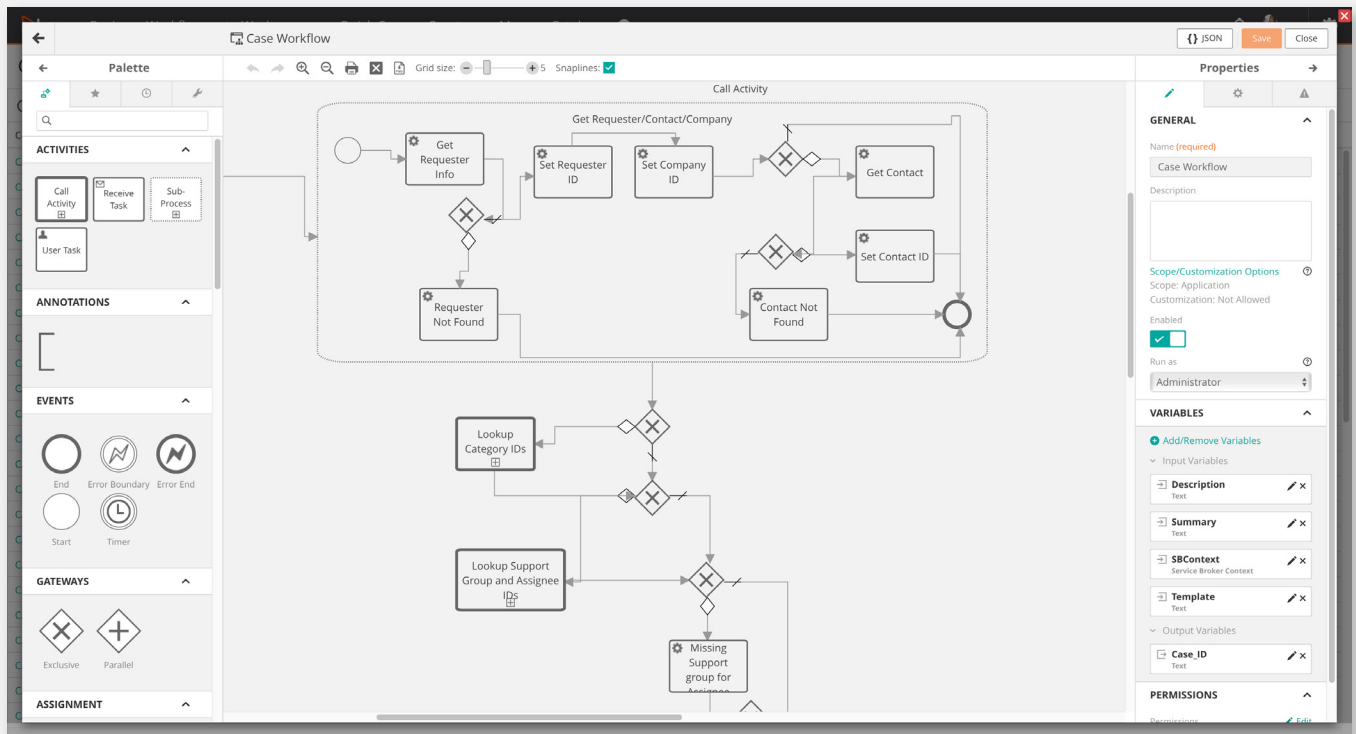 Case Workflow
{} JSON
Save
Close
Palette
Grid size:
5
Snaplines:
Properties
ACTIVITIES
Call
Activity
Receive
Task
Sub-
Process
User Task
ANNOTATIONS
EVENTS
End
Error Boundary
Error End
Start
Timer
GATEWAYS
Exclusive
Parallel
ASSIGNMENT
Call Activity
Get Requester/Contact/Company
Get
Requester
Info
Set Requester
ID
Set Company
ID
Get Contact
Set Contact ID
Requester
Not Found
Contact Not
Found
Lookup
Category IDs
Lookup Support
Group and Assignee
IDs
Missing
Support
group for
Assignee
GENERAL
Name (required)
Case Workflow
Description
Scope/Customization Options
Scope: Application
Customization: Not Allowed
Enabled
Run as
Administrator
VARIABLES
Add/Remove Variables
Input Variables
Description
Text
Summary
Text
SBContext
Service Broker Context
Template
Text
Output Variables
Case_ID
Text
PERMISSIONS
Permissions
Edit